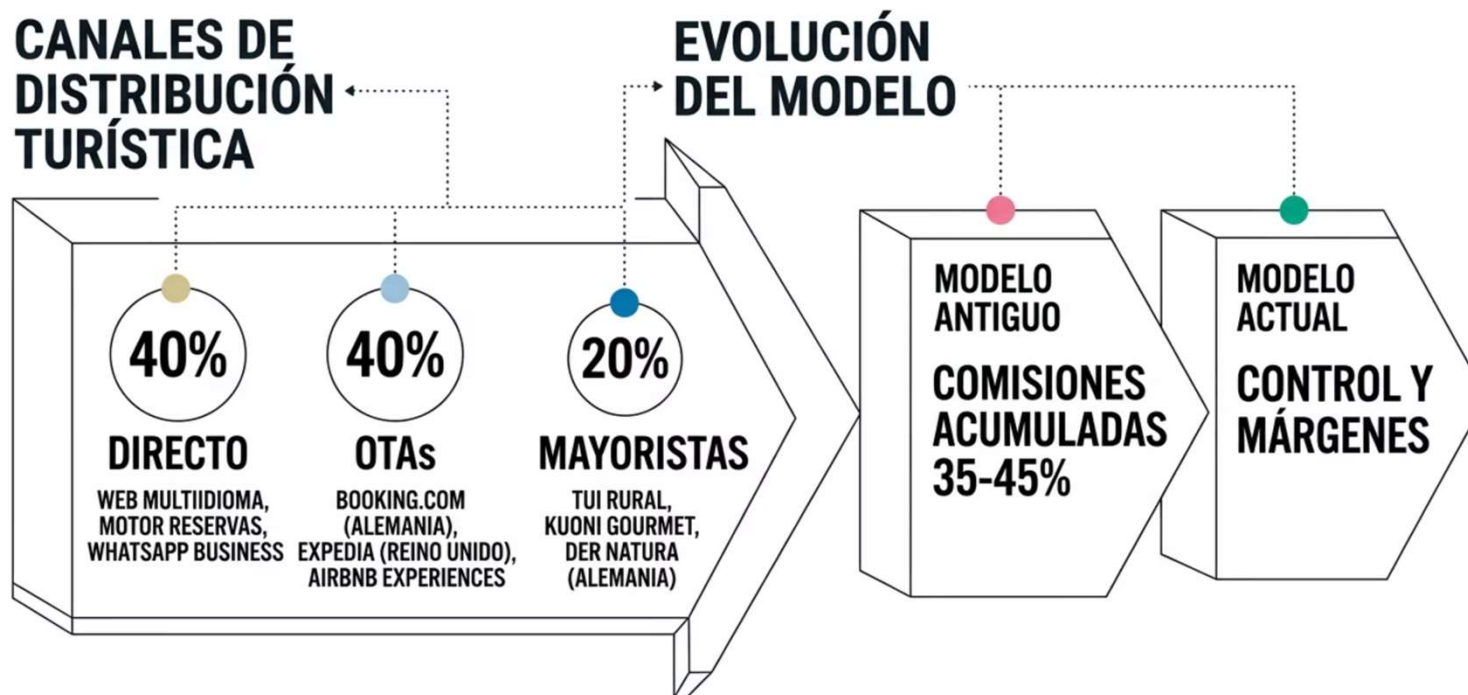 CANALES DE
DISTRIBUCIÓN
TURÍSTICA
EVOLUCIÓN
DEL MODELO
40%
DIRECTO
WEB MULTIIDIOMA,
MOTOR RESERVAS,
WHATSAPP BUSINESS
40%
OTAs
BOOKING.COM
(ALEMANIA),
EXPEDIA (REINO UNIDO),
AIRBNB EXPERIENCES
20%
MAYORISTAS
TUI RURAL,
KUONI GOURMET,
DER NATURA
(ALEMANIA)
MODELO
ANTIGUO
COMISIONES
ACUMULADAS
35-45%
MODELO
ACTUAL
CONTROL Y
MÁRGENES